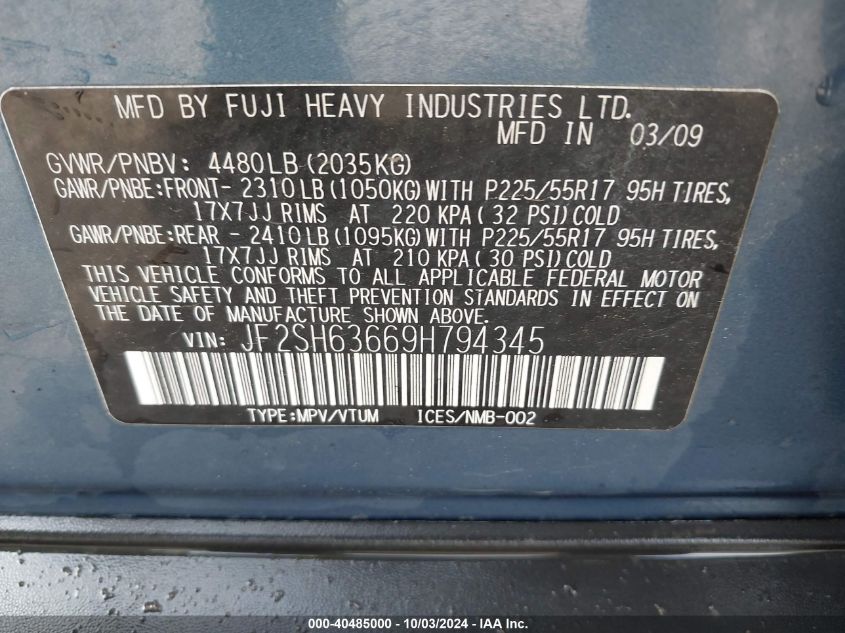 MFD BY FUJI HEAVY INDUSTRIES LTD.
MFD IN 03/09
GVWR/PNBV: 4480LB(2035KG)
GAWR/PNBE:FRONT- 2310LB(1050KG)WITH P225/55R17 95H TIRES,
17X7JJ RIMS AT 220 KPA( 32 PSI)COLD
GAWR/PNBE:REAR - 2410LB(1095KG)WITH P225/55R17 95H TIRES,
17X7JJ RIMS AT 210 KPA( 30 PSI)COLD
THIS VEHICLE CONFORMS TO ALL APPLICABLE FEDERAL MOTOR
VEHICLE SAFETY AND THEFT PREVENTION STANDARDS IN EFFECT ON
THE DATE OF MANUFACTURE SHOWN ABOVE.
VIN: JF2SH63669H794345
TYPE:MPV/VTUM ICES/NMB-002
000-40485000 - 10/03/2024 - IAA Inc.